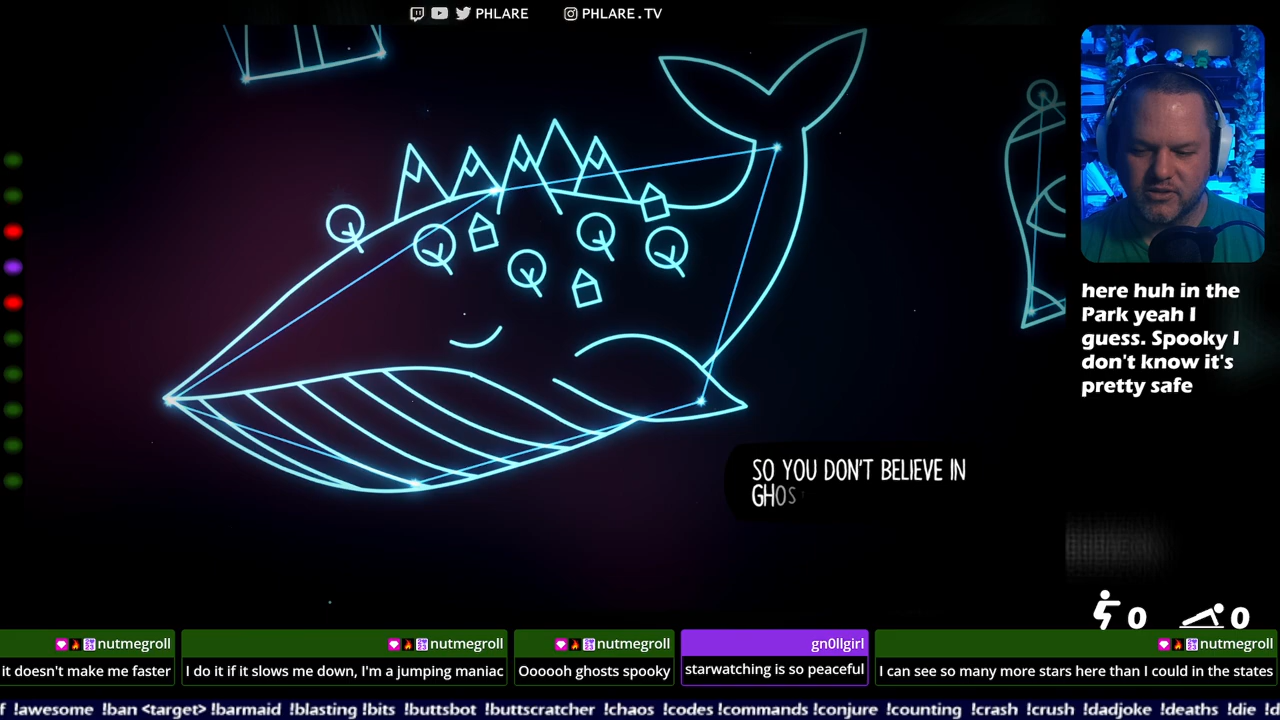 PHLARE
PHLARE.TV
here huh in the
Park yeah I
guess. Spooky I
don't know it's
pretty safe
SO YOU DON'T BELIEVE IN
GHOS
0
0
nutmegroll
it doesn't make me faster
nutmegroll
I do it if it slows me down, I'm a jumping maniac
nutmegroll
Oooooh ghosts spooky
gn0llgirl
starwatching is so peaceful
nutmegroll
I can see so many more stars here than I could in the states
f !awesome !ban <target> !barmaid !blasting !bits !buttsbot !buttscratcher !chaos !codes !commands !conjure !counting !crash !crush !dadjoke !deaths !die !d